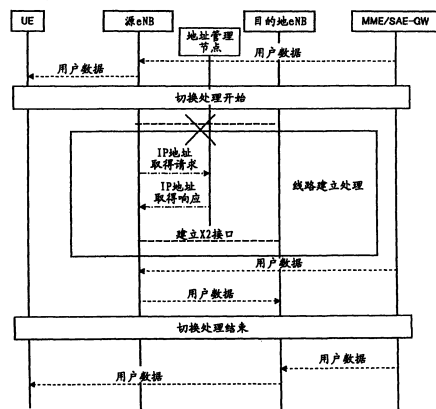 UE
源eNB
地址管理
节点
目的地eNB
MME/SAE-GW
用户数据
用户数据
切换处理开始
IP地址
取得请求
IP地址
取得响应
线路建立处理
建立X2接口
用户数据
用户数据
切换处理结束
用户数据
用户数据